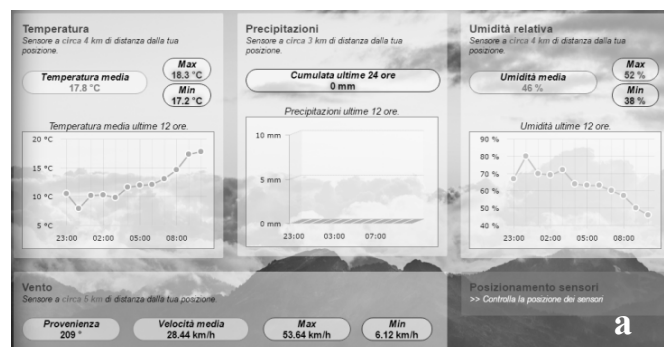 Temperatura
Sensore a circa 4 km di distanza dalla tua
posizione.
Temperatura media
17.8 °C
Max
18.3 °C
Min
17.2 °C
Temperatura media ultime 12 ore.
20 °C
15 °C
10 °C
5 °C
23:00 02:00 05:00 08:00
Precipitazioni
Sensore a circa 3 km di distanza dalla tua
posizione.
Cumulata ultime 24 ore
0 mm
Precipitazioni ultime 12 ore.
10 mm
5 mm
0 mm
23:00 03:00 07:00
Umidità relativa
Sensore a circa 4 km di distanza dalla tua
posizione.
Umidità media
46 %
Max
52 %
Min
38 %
Umidità ultime 12 ore.
90 %
80 %
70 %
60 %
50 %
40 %
23:00 02:00 05:00 08:00
Vento
Sensore a circa 5 km di distanza dalla tua posizione.
Provenienza
209 °
Velocità media
28.44 km/h
Max
53.64 km/h
Min
6.12 km/h
Posizionamento sensori
>> Controlla la posizione dei sensori
a